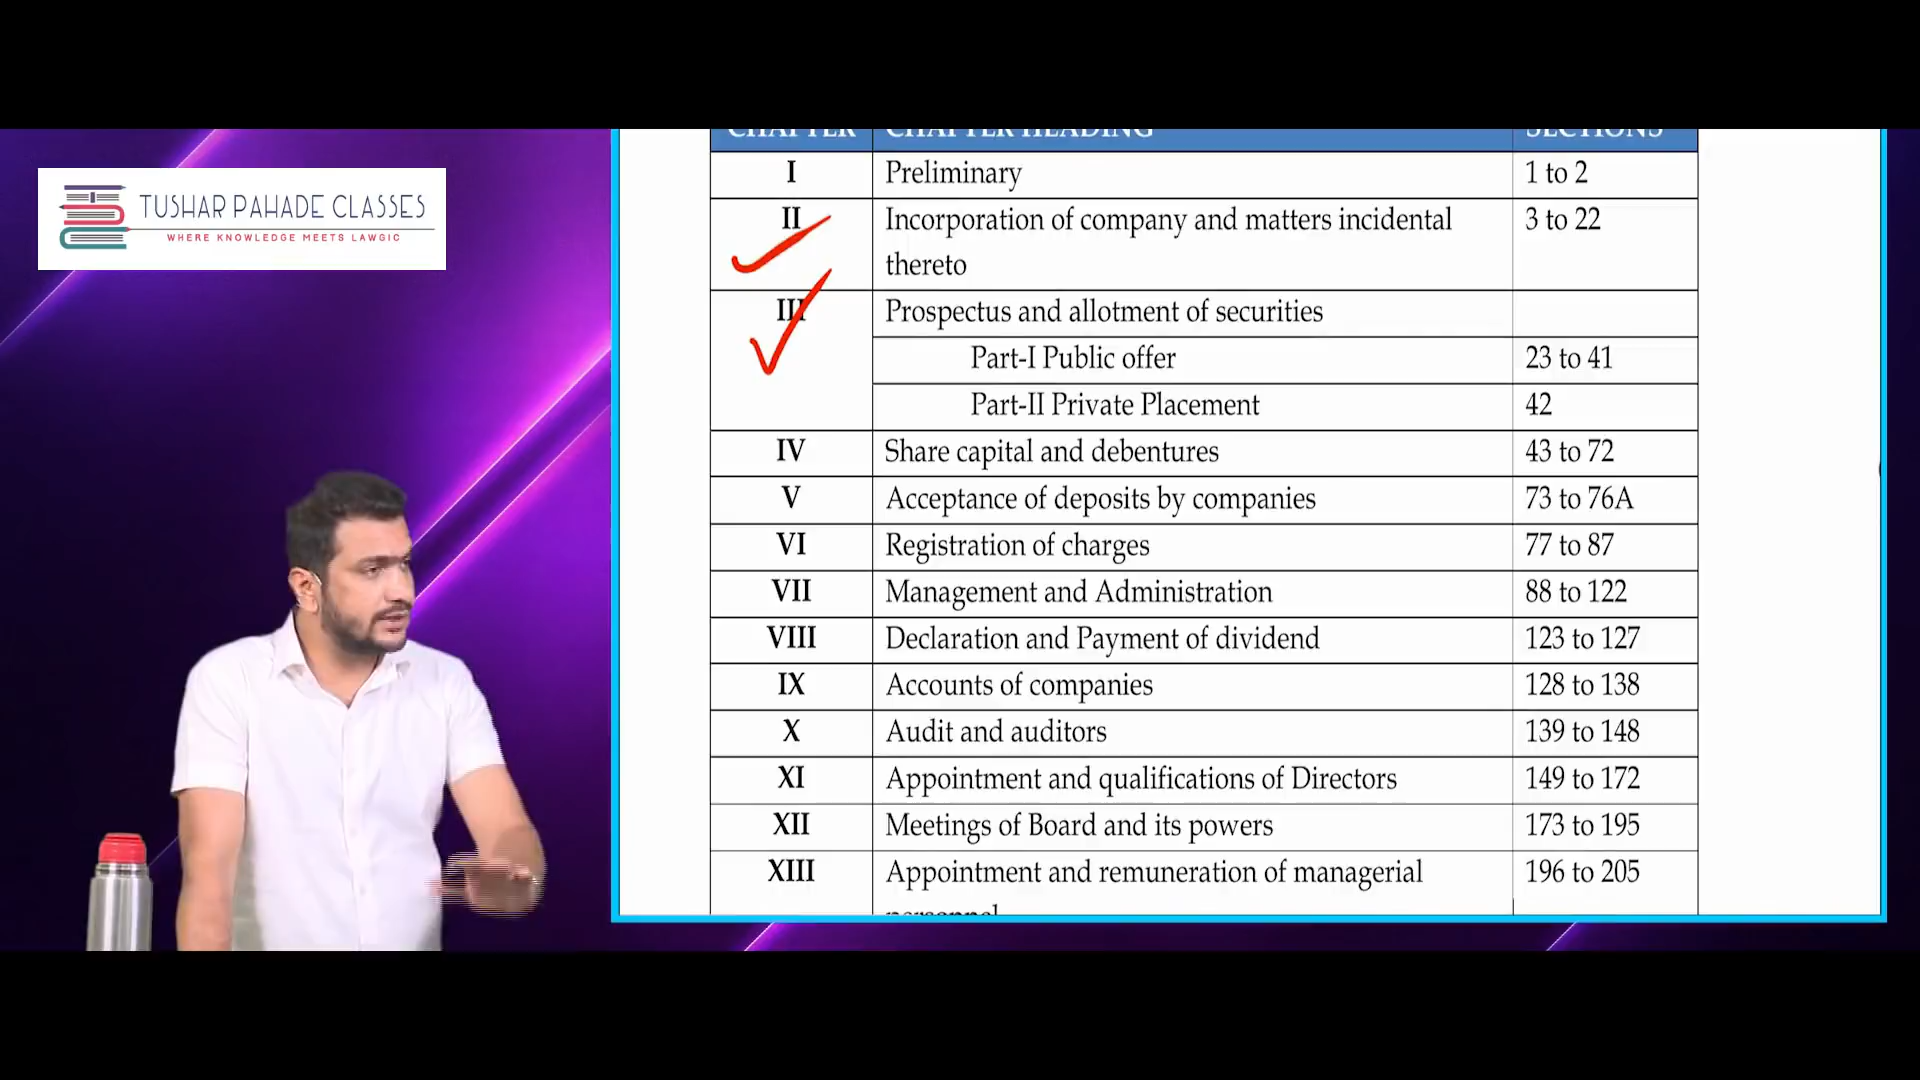 TUSHAR PAHADE CLASSES
WHERE KNOWLEDGE MEETS LAWGIC
CHAPTER CHAPTER HEADING SECTIONS
I Preliminary 1 to 2
II Incorporation of company and matters incidental 3 to 22
thereto
III Prospectus and allotment of securities
Part-I Public offer 23 to 41
Part-II Private Placement 42
IV Share capital and debentures 43 to 72
V Acceptance of deposits by companies 73 to 76A
VI Registration of charges 77 to 87
VII Management and Administration 88 to 122
VIII Declaration and Payment of dividend 123 to 127
IX Accounts of companies 128 to 138
X Audit and auditors 139 to 148
XI Appointment and qualifications of Directors 149 to 172
XII Meetings of Board and its powers 173 to 195
XIII Appointment and remuneration of managerial 196 to 205
personnel